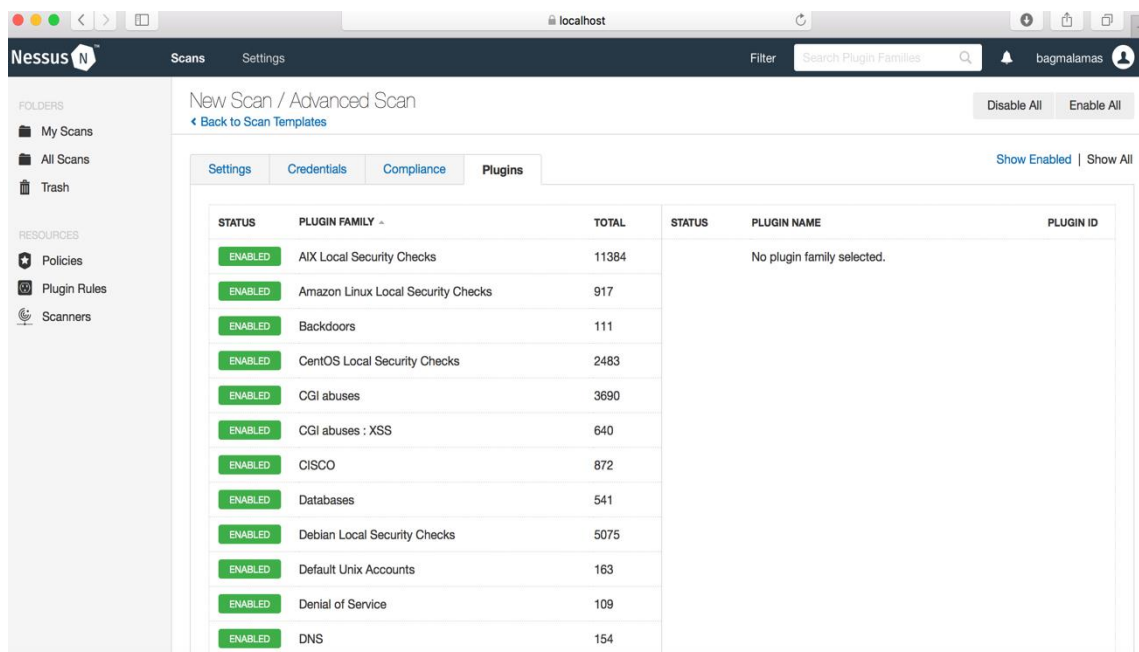 localhost
Nessus N
Scans Settings Filter Search Plugin Families bagmalamas
FOLDERS
My Scans
All Scans
Trash
RESOURCES
Policies
Plugin Rules
Scanners
New Scan / Advanced Scan
Back to Scan Templates
Disable All Enable All
Settings Credentials Compliance Plugins
Show Enabled | Show All
STATUS PLUGIN FAMILY TOTAL STATUS PLUGIN NAME PLUGIN ID
ENABLED AIX Local Security Checks 11384 No plugin family selected.
ENABLED Amazon Linux Local Security Checks 917
ENABLED Backdoors 111
ENABLED CentOS Local Security Checks 2483
ENABLED CGI abuses 3690
ENABLED CGI abuses : XSS 640
ENABLED CISCO 872
ENABLED Databases 541
ENABLED Debian Local Security Checks 5075
ENABLED Default Unix Accounts 163
ENABLED Denial of Service 109
ENABLED DNS 154